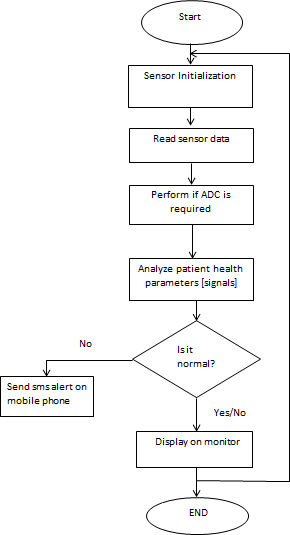 Start
Sensor Initialization
Read sensor data
Perform if ADC is
required
Analyze patient health
parameters [signals]
Is it
normal?
No
Send sms alert on
mobile phone
Yes/No
Display on monitor
END